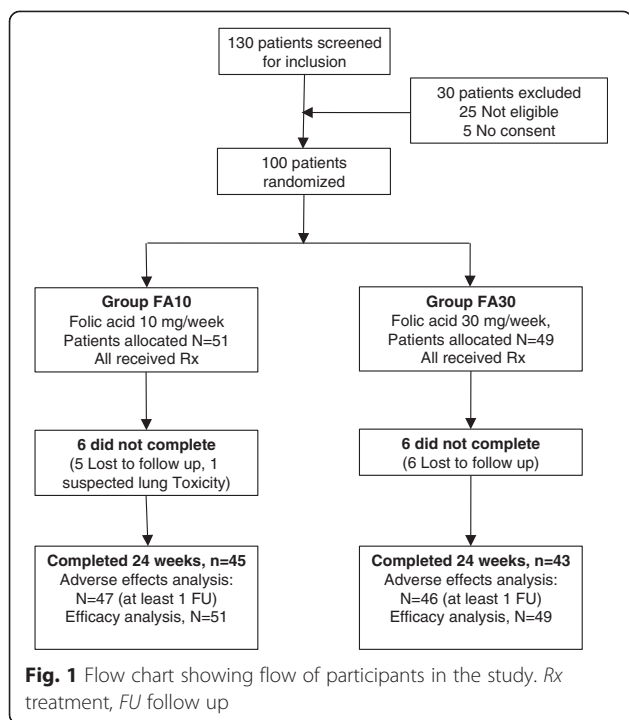 130 patients screened
for inclusion
30 patients excluded
25 Not eligible
5 No consent
100 patients
randomized
Group FA10
Folic acid 10 mg/week
Patients allocated N=51
All received Rx
Group FA30
Folic acid 30 mg/week,
Patients allocated N=49
All received Rx
6 did not complete
(5 Lost to follow up, 1
suspected lung Toxicity)
6 did not complete
(6 Lost to follow up)
Completed 24 weeks, n=45
Adverse effects analysis:
N=47 (at least 1 FU)
Efficacy analysis, N=51
Completed 24 weeks, n=43
Adverse effects analysis:
N=46 (at least 1 FU)
Efficacy analysis, N=49
Fig. 1 Flow chart showing flow of participants in the study. Rx
treatment, FU follow up